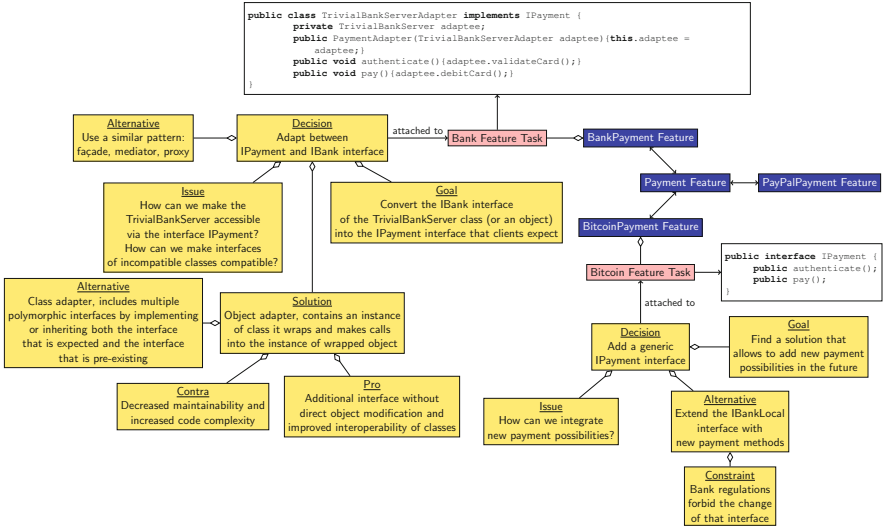 public class TrivialBankServerAdapter implements IPayment {
private TrivialBankServer adaptee;
public PaymentAdapter(TrivialBankServerAdapter adaptee){this.adaptee =
adaptee;}
public void authenticate(){adaptee.validateCard();}
public void pay(){adaptee.debitCard();}
}
Alternative
Use a similar pattern:
façade, mediator, proxy
Decision
Adapt between
IPayment and IBank interface
attached to
Bank Feature Task
BankPayment Feature
Issue
How can we make the
TrivialBankServer accessible
via the interface IPayment?
How can we make interfaces
of incompatible classes compatible?
Goal
Convert the IBank interface
of the TrivialBankServer class (or an object)
into the IPayment interface that clients expect
Payment Feature
PayPalPayment Feature
BitcoinPayment Feature
Bitcoin Feature Task
public interface IPayment {
public authenticate();
public pay();
}
attached to
Alternative
Class adapter, includes multiple
polymorphic interfaces by implementing
or inheriting both the interface
that is expected and the interface
that is pre-existing
Solution
Object adapter, contains an instance
of class it wraps and makes calls
into the instance of wrapped object
Decision
Add a generic
IPayment interface
Goal
Find a solution that
allows to add new payment
possibilities in the future
Contra
Decreased maintainability and
increased code complexity
Pro
Additional interface without
direct object modification and
improved interoperability of classes
Issue
How can we integrate
new payment possibilities?
Alternative
Extend the IBankLocal
interface with
new payment methods
Constraint
Bank regulations
forbid the change
of that interface